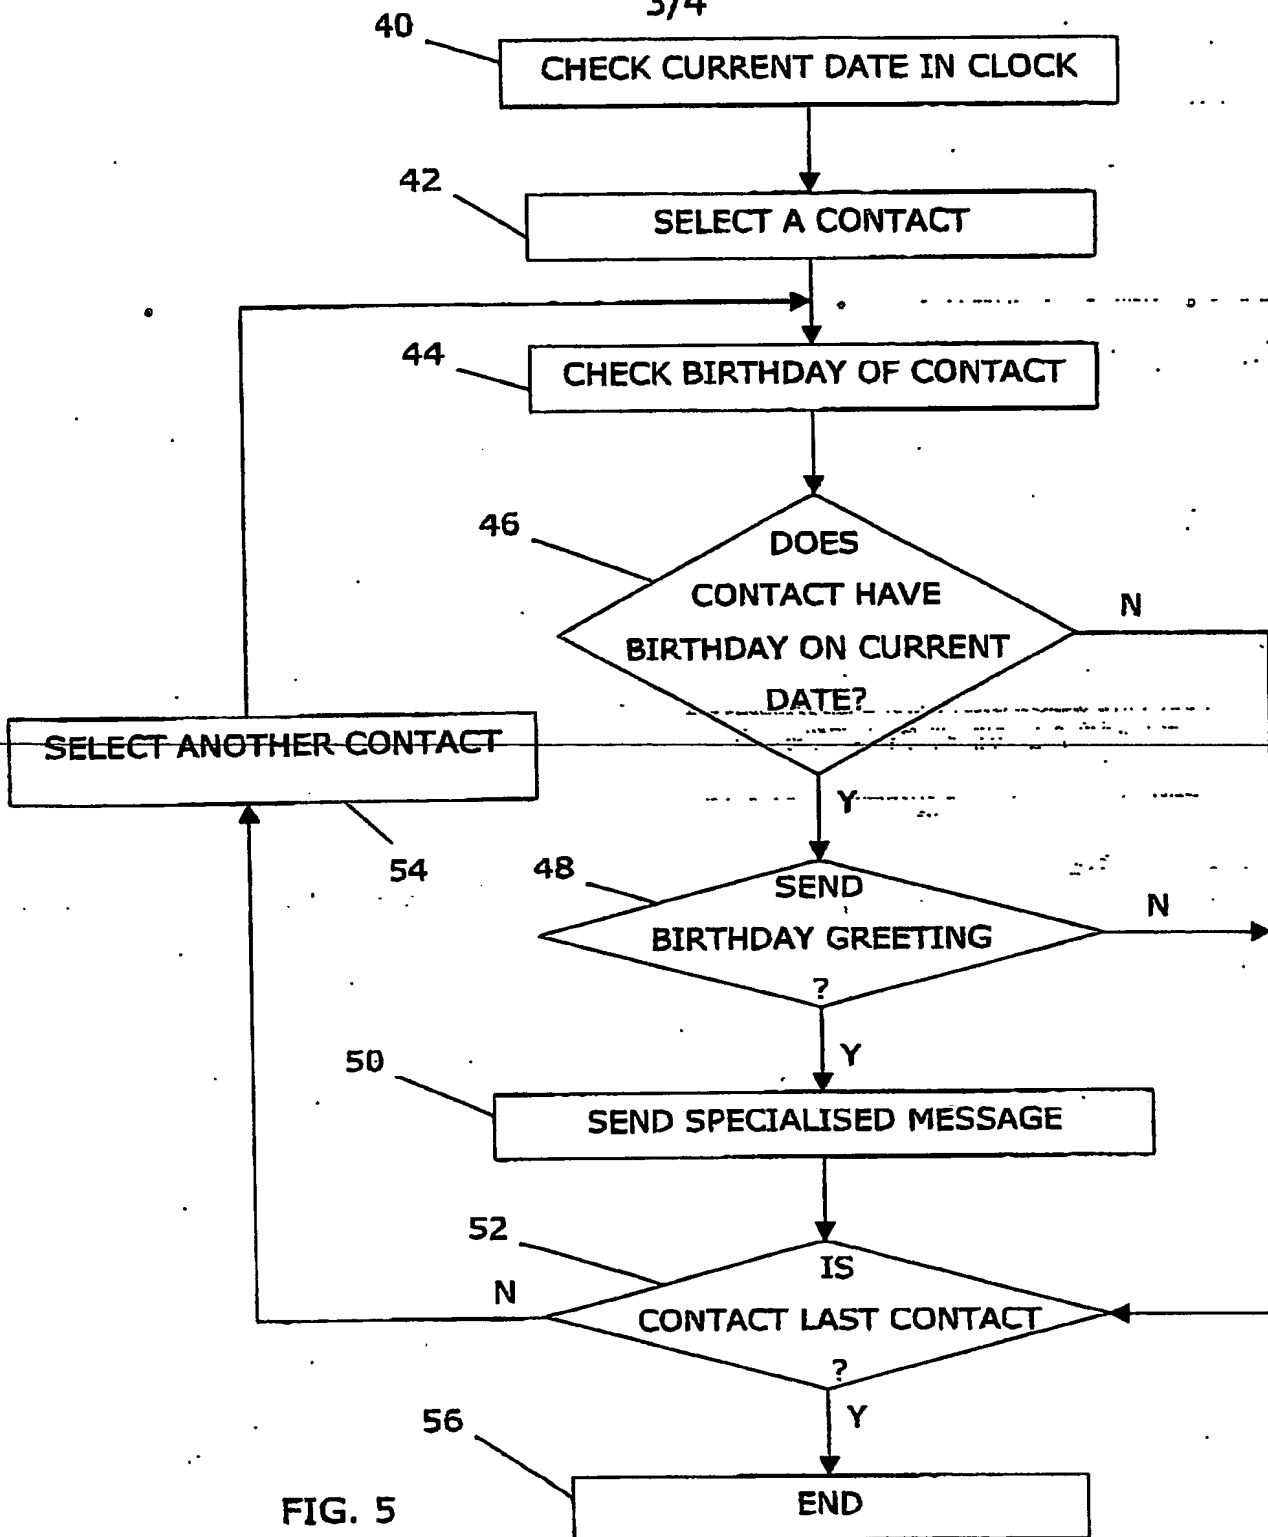 3/4
40
CHECK CURRENT DATE IN CLOCK
42
SELECT A CONTACT
44
CHECK BIRTHDAY OF CONTACT
46
DOES
CONTACT HAVE
BIRTHDAY ON CURRENT
DATE?
N
SELECT ANOTHER CONTACT
54
Y
48
SEND
BIRTHDAY GREETING
?
N
Y
50
SEND SPECIALISED MESSAGE
52
IS
CONTACT LAST CONTACT
?
N
Y
56
END
FIG. 5